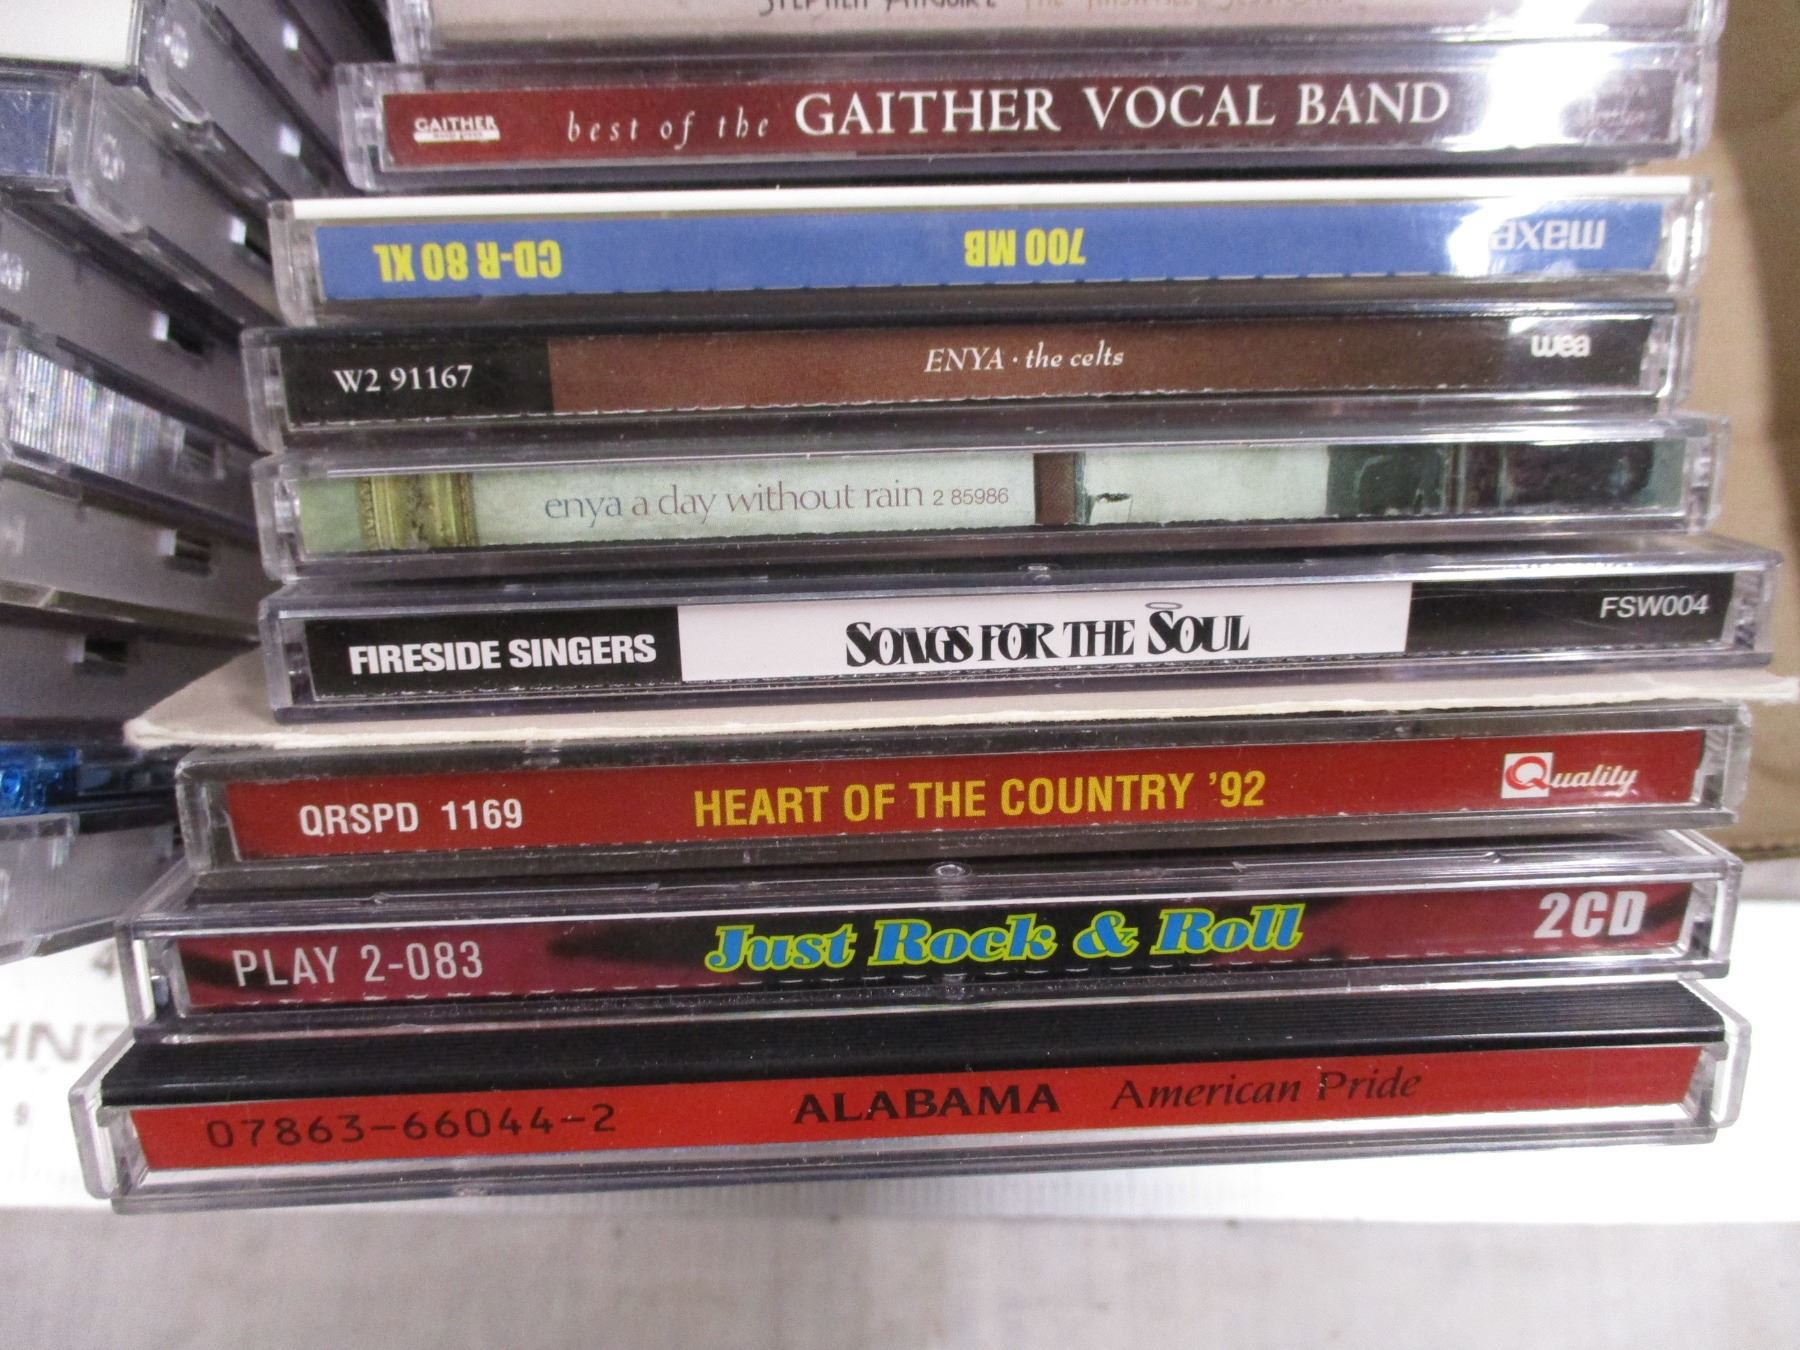 GAITHER best of the GAITHER VOCAL BAND
CD-R 80 XL 700 MB maxell
W2 91167 ENYA · the celts wea
enya a day without rain 2 85986
FIRESIDE SINGERS SONGS FOR THE SOUL FSW004
QRSPD 1169 HEART OF THE COUNTRY '92 Quality
PLAY 2-083 Just Rock & Roll 2CD
07863-66044-2 ALABAMA American Pride